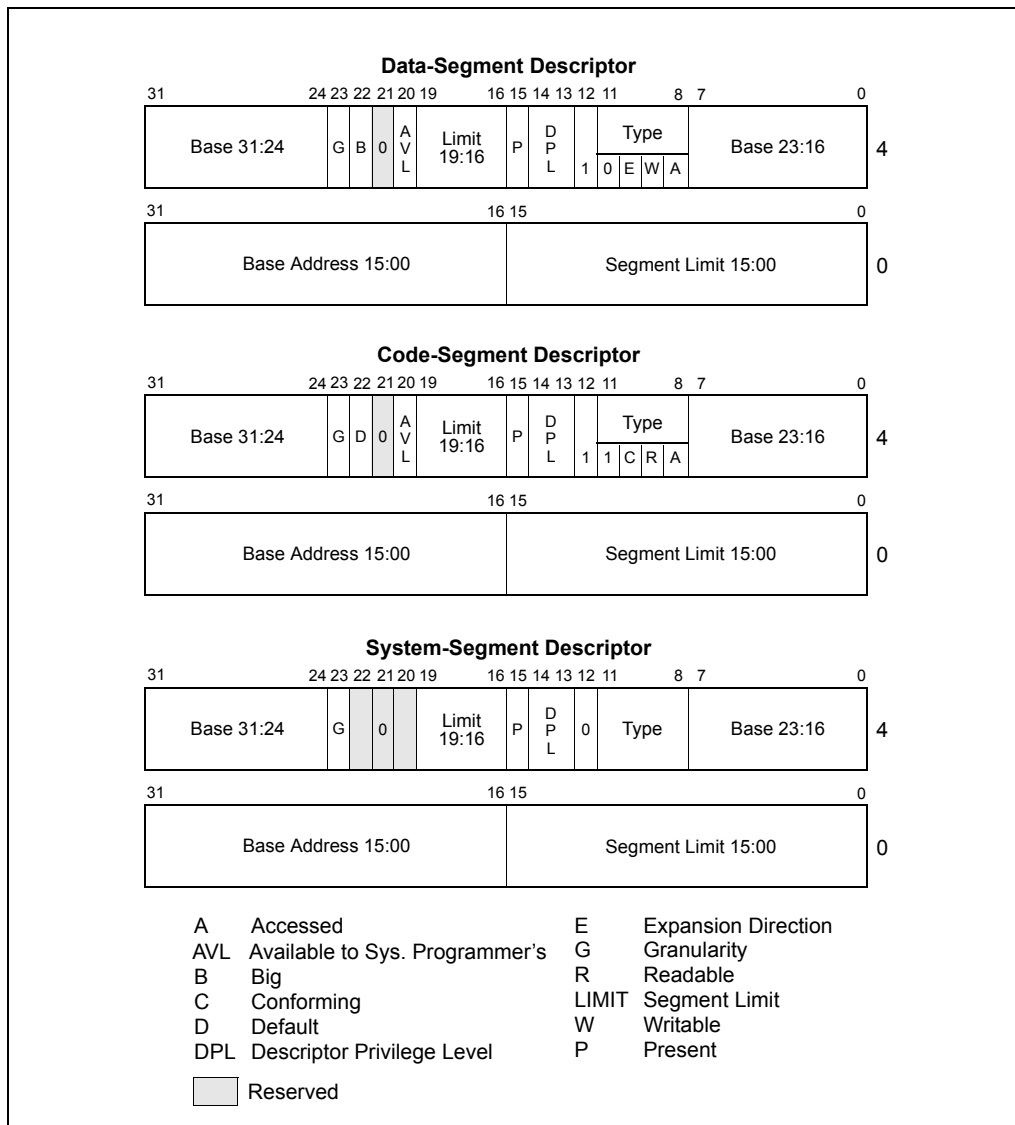 Data-Segment Descriptor
31 24 23 22 21 20 19 16 15 14 13 12 11 8 7 0
Base 31:24 G B 0 AVL Limit 19:16 P DPL 1 Type 0 E W A Base 23:16 4
31 16 15 0
Base Address 15:00 Segment Limit 15:00 0
Code-Segment Descriptor
31 24 23 22 21 20 19 16 15 14 13 12 11 8 7 0
Base 31:24 G D 0 AVL Limit 19:16 P DPL 1 Type 1 C R A Base 23:16 4
31 16 15 0
Base Address 15:00 Segment Limit 15:00 0
System-Segment Descriptor
31 24 23 22 21 20 19 16 15 14 13 12 11 8 7 0
Base 31:24 G 0 Limit 19:16 P DPL 0 Type Base 23:16 4
31 16 15 0
Base Address 15:00 Segment Limit 15:00 0
A Accessed
AVL Available to Sys. Programmer's
B Big
C Conforming
D Default
DPL Descriptor Privilege Level
E Expansion Direction
G Granularity
R Readable
LIMIT Segment Limit
W Writable
P Present
Reserved